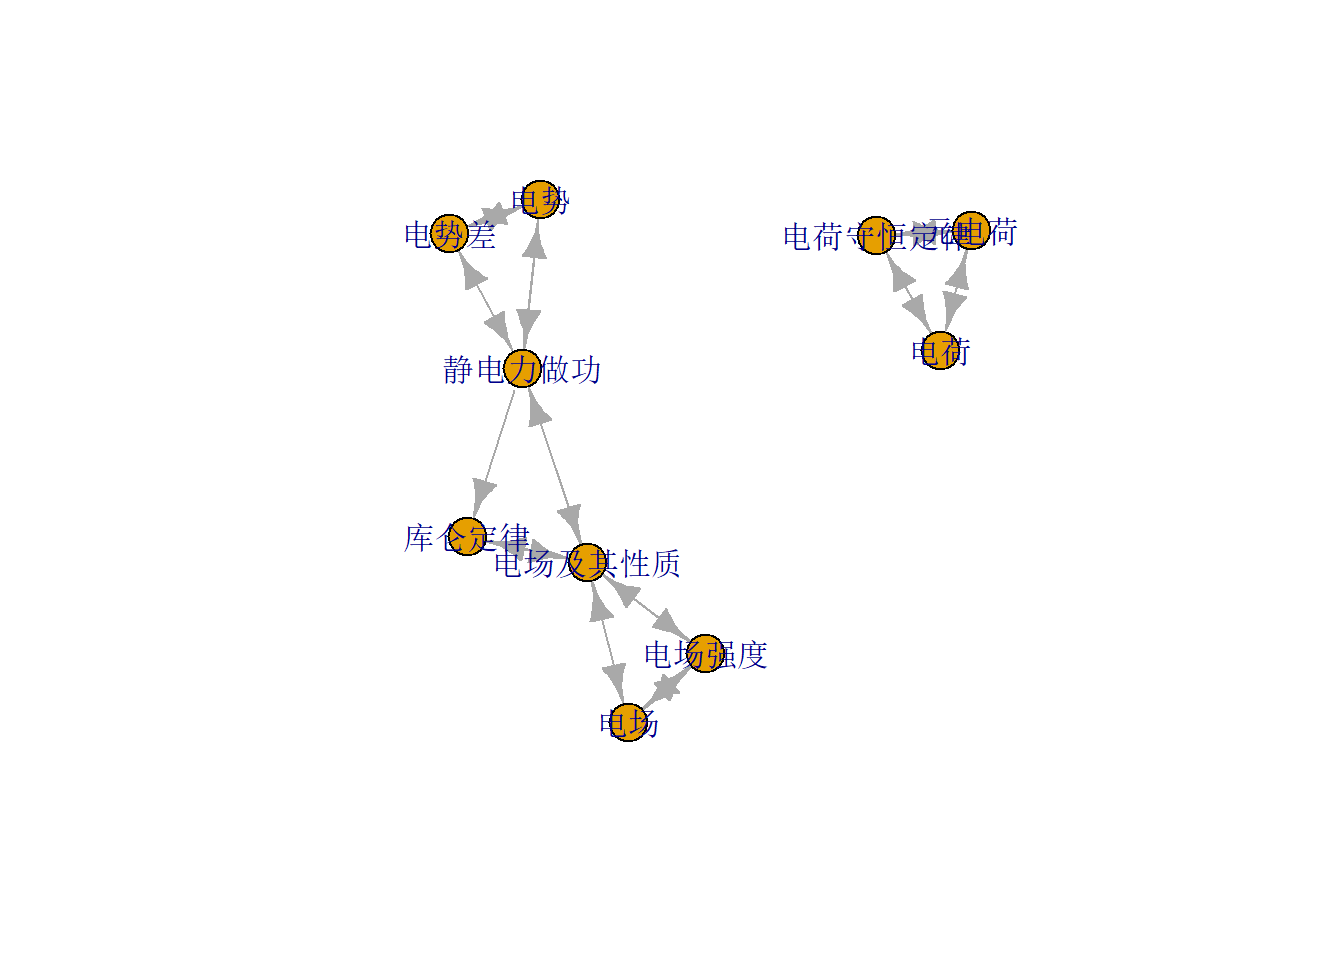 电势
电势差
电荷守恒定律
元电荷
电荷
静电力做功
库仑定律
电场及其性质
电场强度
电场